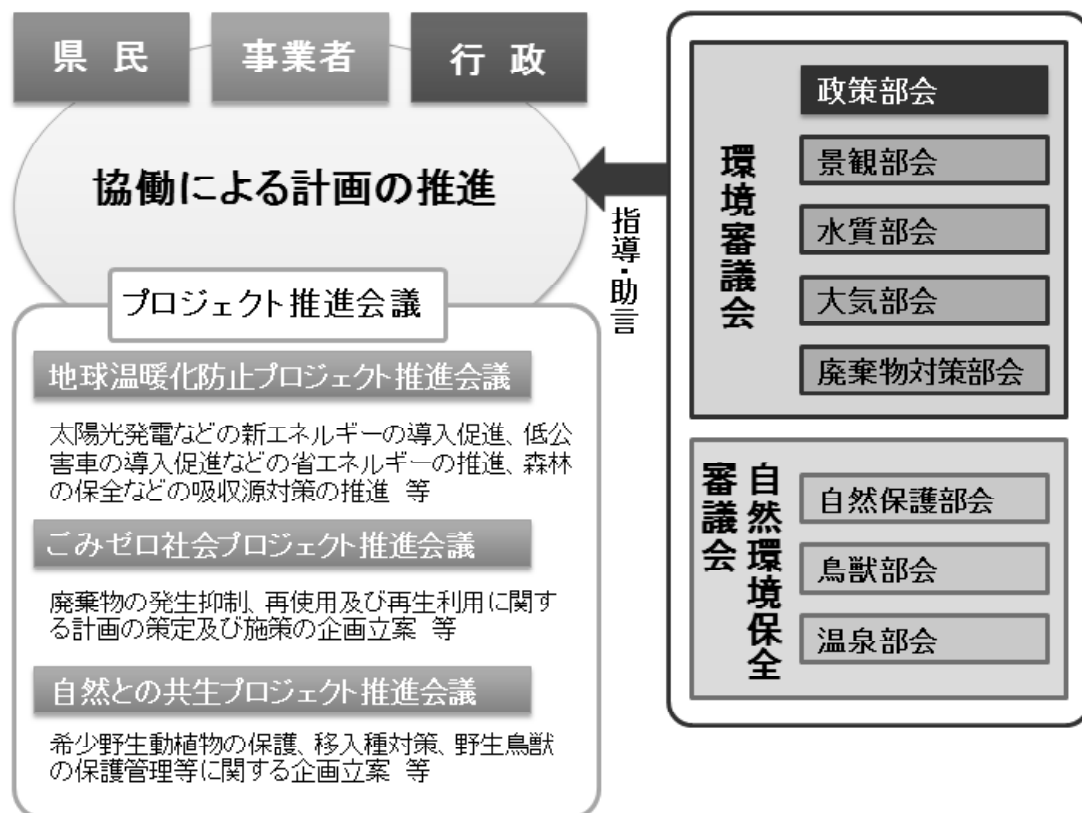 県 民
事業者
行 政
協働による計画の推進
プロジェクト推進会議
地球温暖化防止プロジェクト推進会議
太陽光発電などの新エネルギーの導入促進、低公
害車の導入促進などの省エネルギーの推進、森林
の保全などの吸収源対策の推進 等
ごみゼロ社会プロジェクト推進会議
廃棄物の発生抑制、再使用及び再生利用に関す
る計画の策定及び施策の企画立案 等
自然との共生プロジェクト推進会議
希少野生動植物の保護、移入種対策、野生鳥獣
の保護管理等に関する企画立案 等
指導・助言
環境審議会
政策部会
景観部会
水質部会
大気部会
廃棄物対策部会
自然環境保全
審議会
自然保護部会
鳥獣部会
温泉部会